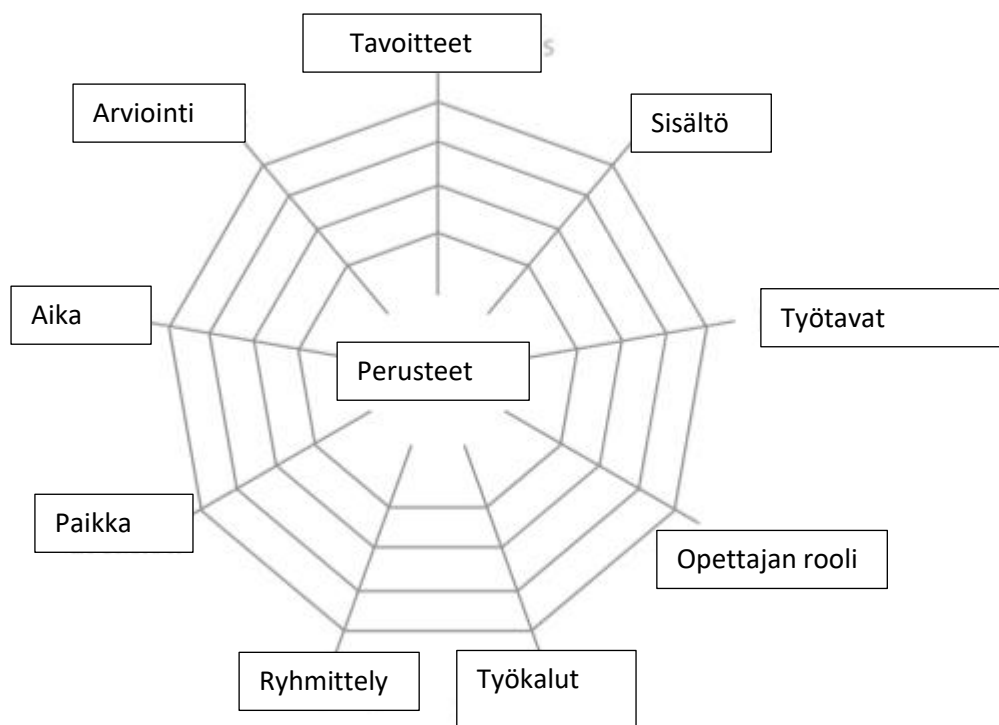 Tavoitteet
s
Arviointi
Sisältö
Aika
Työtavat
Perusteet
Paikka
Opettajan rooli
Ryhmittely
Työkalut